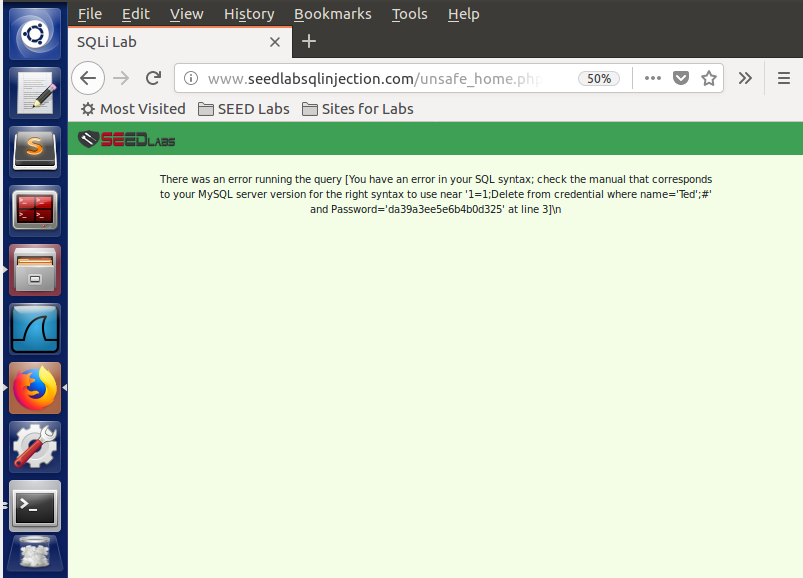 File Edit View History Bookmarks Tools Help
SQLi Lab
www.seedlabsqlinjection.com/unsafe_home.php 50%
Most Visited SEED Labs Sites for Labs
SEEDLABS
There was an error running the query [You have an error in your SQL syntax; check the manual that corresponds
to your MySQL server version for the right syntax to use near '1=1;Delete from credential where name='Ted';#'
and Password='da39a3ee5e6b4b0d325' at line 3]\n